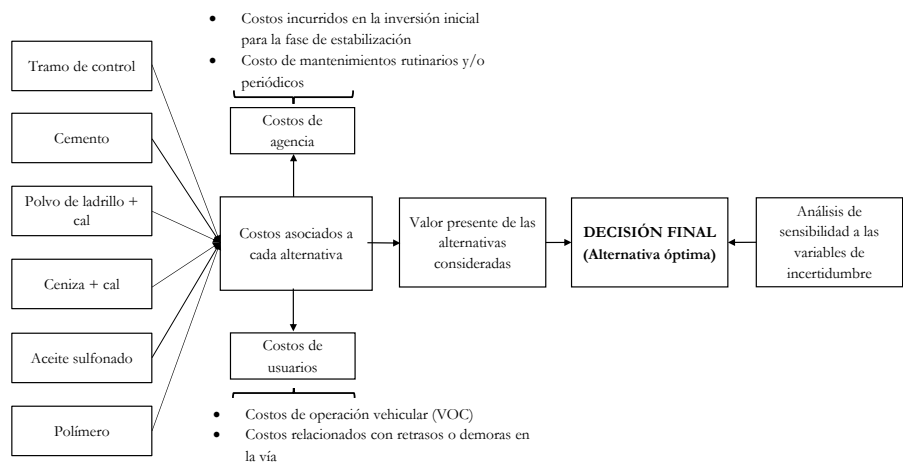 • Costos incurridos en la inversión inicial
para la fase de estabilización
• Costo de mantenimientos rutinarios y/o
periódicos
Tramo de control
Cemento
Polvo de ladrillo +
cal
Ceniza + cal
Aceite sulfonado
Polímero
Costos de
agencia
Costos asociados a
cada alternativa
Costos de
usuarios
• Costos de operación vehicular (VOC)
• Costos relacionados con retrasos o demoras en
la vía
Valor presente de las
alternativas
consideradas
DECISIÓN FINAL
(Alternativa óptima)
Análisis de
sensibilidad a las
variables de
incertidumbre